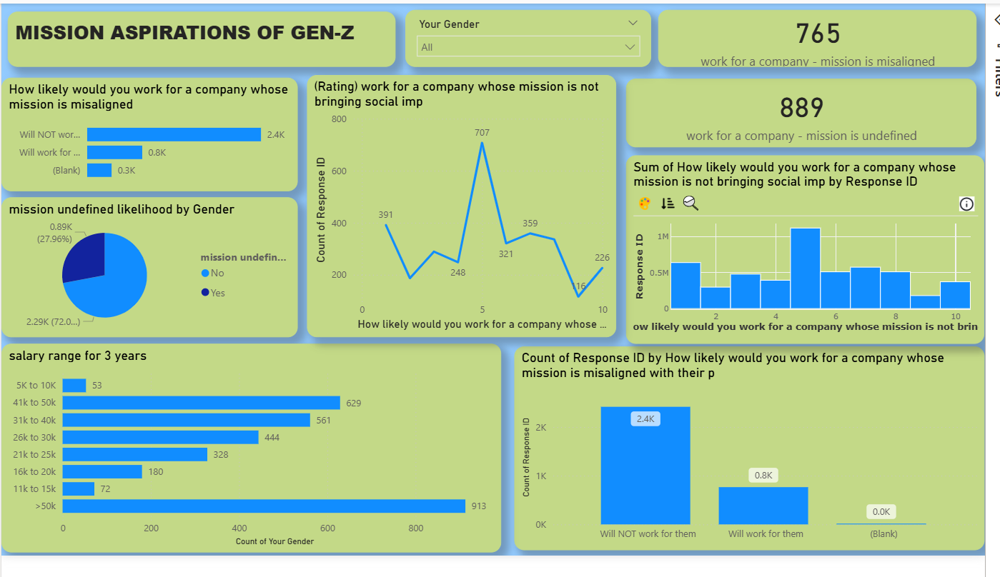 MISSION ASPIRATIONS OF GEN-Z
Your Gender
All
765
work for a company - mission is misaligned
How likely would you work for a company whose
mission is misaligned
Will NOT wor...
2.4K
Will work for ...
0.8K
(Blank)
0.3K
(Rating) work for a company whose mission is not
bringing social imp
Count of Response ID
800
600
400
200
391
248
707
321
359
116
226
0
5
10
How likely would you work for a company whose ...
889
work for a company - mission is undefined
Sum of How likely would you work for a company whose
mission is not bringing social imp by Response ID
Response ID
1M
0.5M
0
2
4
6
8
10
ow likely would you work for a company whose mission is not brin
mission undefined likelihood by Gender
0.89K
(27.96%)
2.29K (72.0...)
mission undefin...
No
Yes
salary range for 3 years
5K to 10K
53
41k to 50k
629
31k to 40k
561
26k to 30k
444
21k to 25k
328
16k to 20k
180
11k to 15k
72
>50k
913
0
200
400
600
800
Count of Your Gender
Count of Response ID by How likely would you work for a company whose
mission is misaligned with their p
Count of Response ID
2K
1K
0K
2.4K
0.8K
0.0K
Will NOT work for them
Will work for them
(Blank)